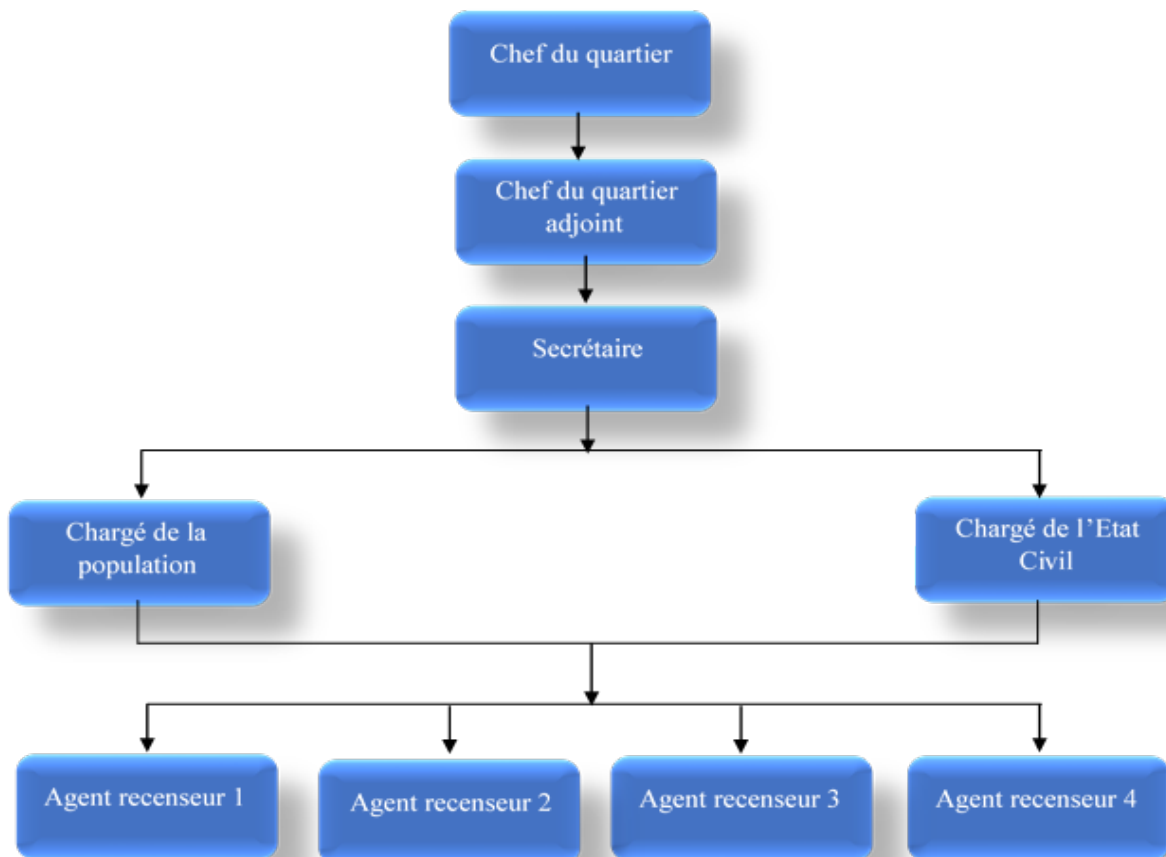 Chef du quartier
Chef du quartier
adjoint
Secrétaire
Chargé de la
population
Chargé de l’Etat
Civil
Agent recenseur 1
Agent recenseur 2
Agent recenseur 3
Agent recenseur 4